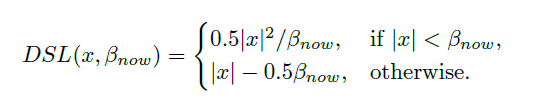 DSL(x, β_now) = { 0.5|x|²/β_now, if |x| < β_now,
|x| − 0.5β_now, otherwise.